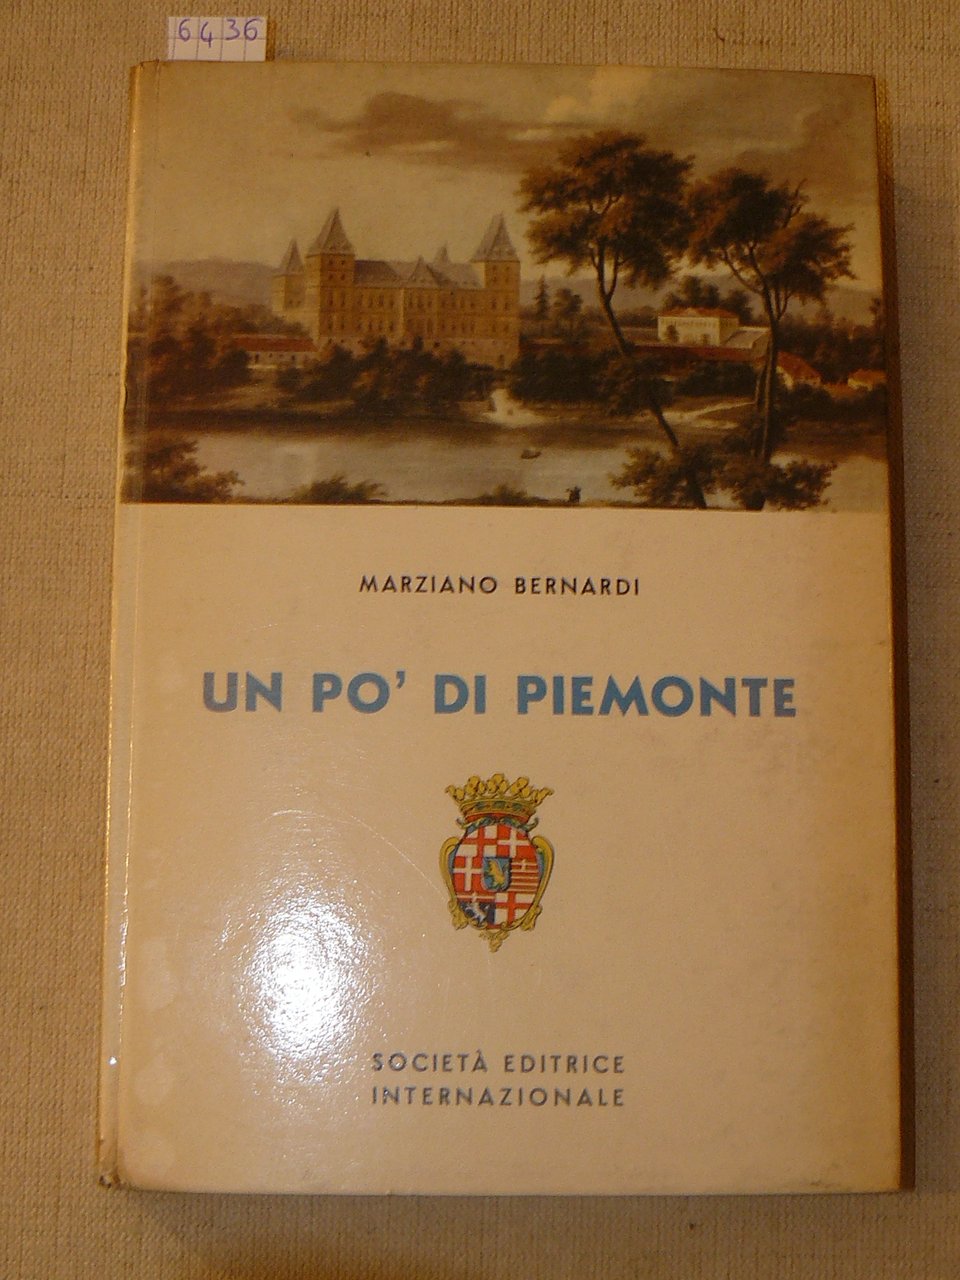 6436
MARZIANO BERNARDI
UN PO' DI PIEMONTE
SOCIETÀ EDITRICE
INTERNAZIONALE